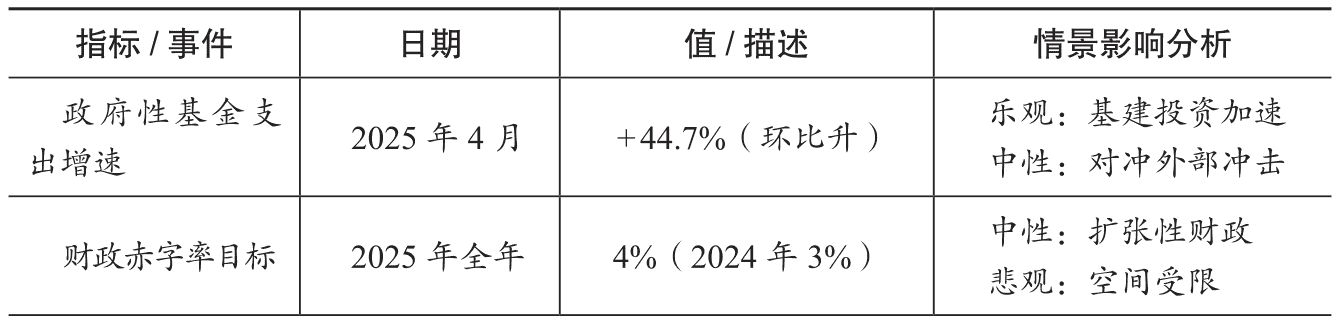 指标 / 事件 日期 值 / 描述 情景影响分析
政府性基金支 2025 年 4 月 +44.7%（环比升） 乐观：基建投资加速
出增速 中性：对冲外部冲击
财政赤字率目标 2025 年全年 4%（2024 年 3%） 中性：扩张性财政
悲观：空间受限